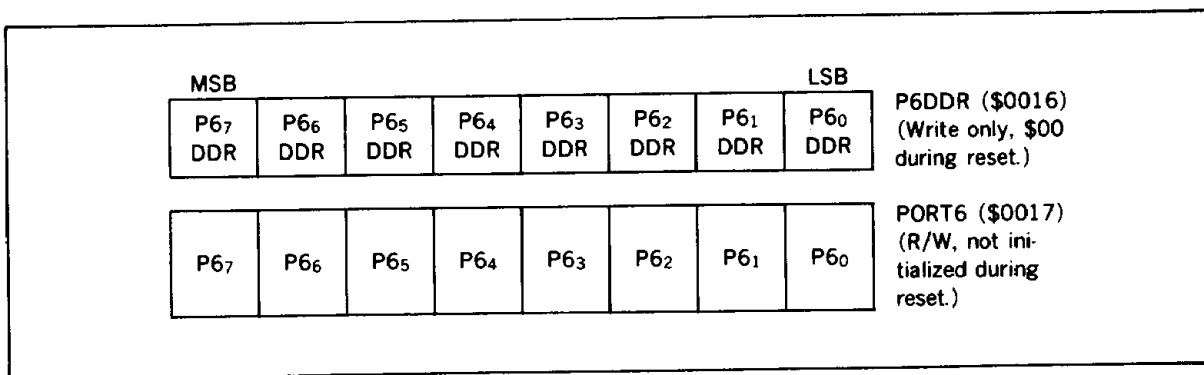 MSB LSB
P6₇ DDR P6₆ DDR P6₅ DDR P6₄ DDR P6₃ DDR P6₂ DDR P6₁ DDR P6₀ DDR
P6DDR ($0016)
(Write only, $00
during reset.)
P6₇ P6₆ P6₅ P6₄ P6₃ P6₂ P6₁ P6₀
PORT6 ($0017)
(R/W, not ini-
tialized during
reset.)